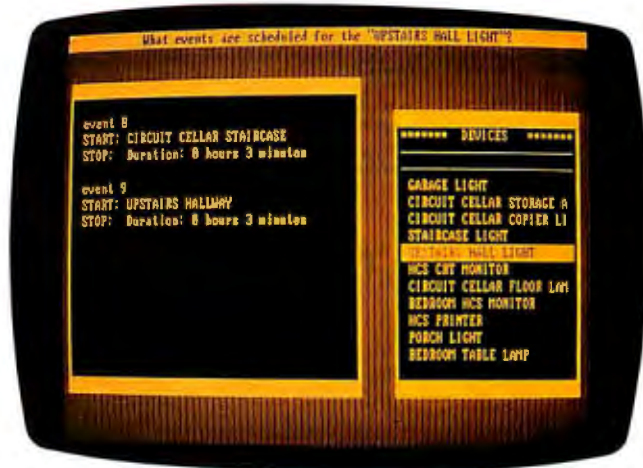 What events are scheduled for the "UPSTAIRS HALL LIGHT"?
event 8
START: CIRCUIT CELLAR STAIRCASE
STOP: Duration: 0 hours 3 minutes
event 9
START: UPSTAIRS HALLWAY
STOP: Duration: 0 hours 3 minutes
******* DEVICES *******
GARAGE LIGHT
CIRCUIT CELLAR STORAGE A
CIRCUIT CELLAR COPIER LI
STAIRCASE LIGHT
UPSTAIRS HALL LIGHT
HCS CRT MONITOR
CIRCUIT CELLAR FLOOR LAM
BEDROOM HCS MONITOR
HCS PRINTER
PORCH LIGHT
BEDROOM TABLE LAMP